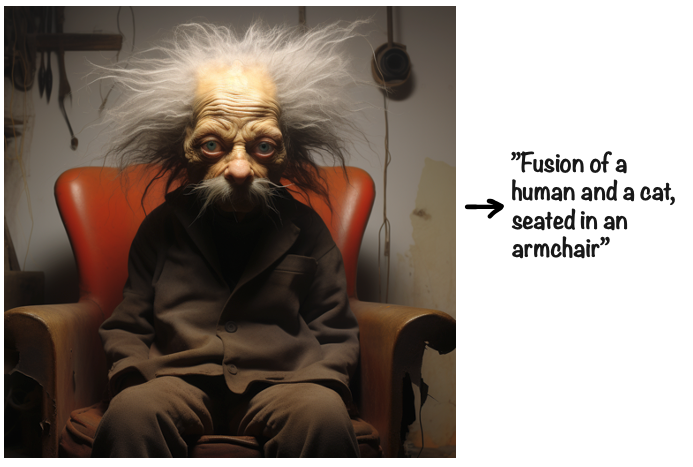 ”Fusion of a
human and a cat,
seated in an
armchair”